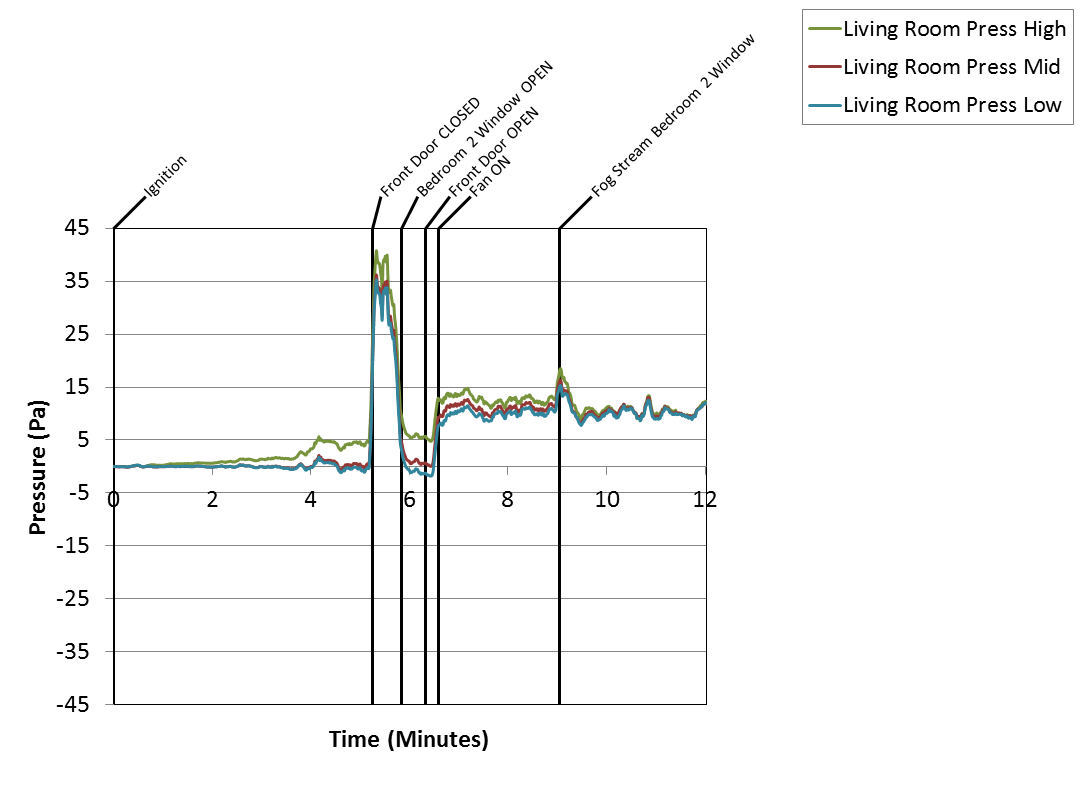 Living Room Press High
Living Room Press Mid
Living Room Press Low
Ignition
Front Door CLOSED
Bedroom 2 Window OPEN
Front Door OPEN
Fan ON
Fog Stream Bedroom 2 Window
45
35
25
15
5
-5
-15
-25
-35
-45
0 2 4 6 8 10 12
Pressure (Pa)
Time (Minutes)